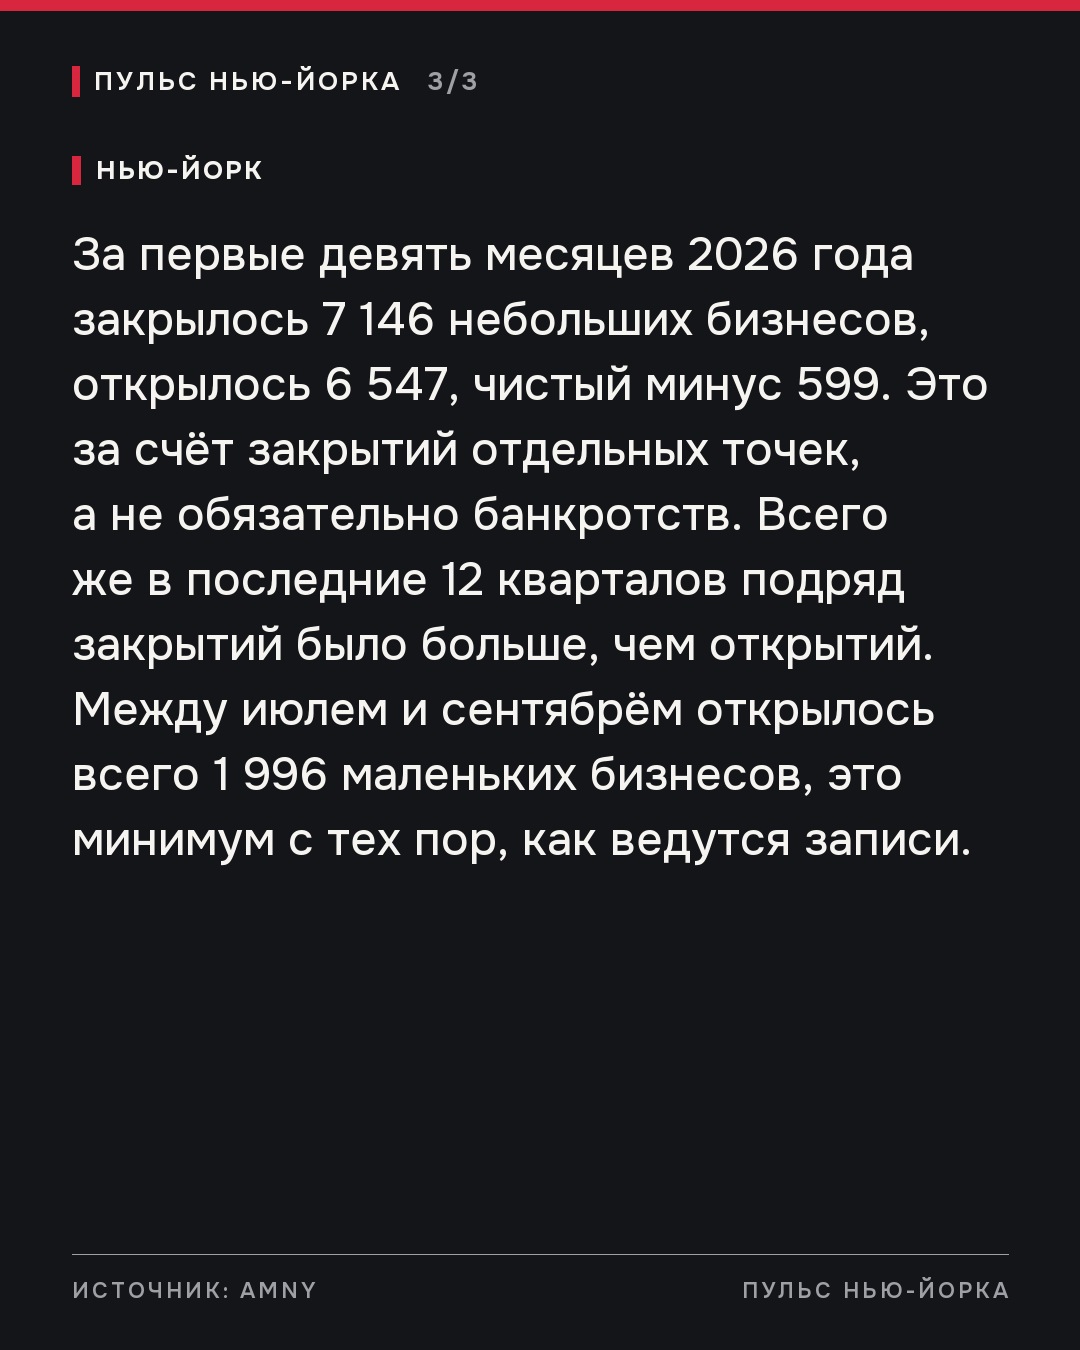 ПУЛЬС НЬЮ-ЙОРКА 3/3
НЬЮ-ЙОРК
За первые девять месяцев 2026 года
закрылось 7 146 небольших бизнесов,
открылось 6 547, чистый минус 599. Это
за счёт закрытий отдельных точек,
а не обязательно банкротств. Всего
же в последние 12 кварталов подряд
закрытий было больше, чем открытий.
Между июлем и сентябрём открылось
всего 1 996 маленьких бизнесов, это
минимум с тех пор, как ведутся записи.
ИСТОЧНИК: AMNY
ПУЛЬС НЬЮ-ЙОРКА